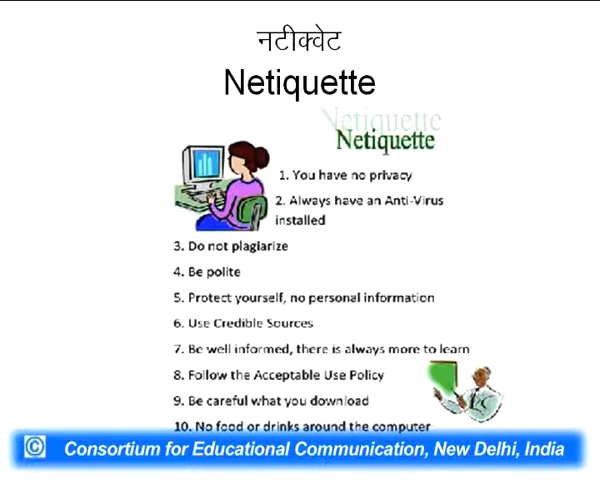 नटीक्वेट
Netiquette
Netiquette
Netiquette
1. You have no privacy
2. Always have an Anti-Virus
installed
3. Do not plagiarize
4. Be polite
5. Protect yourself, no personal information
6. Use Credible Sources
7. Be well informed, there is always more to learn
8. Follow the Acceptable Use Policy
9. Be careful what you download
10. No food or drinks around the computer
© Consortium for Educational Communication, New Delhi, India